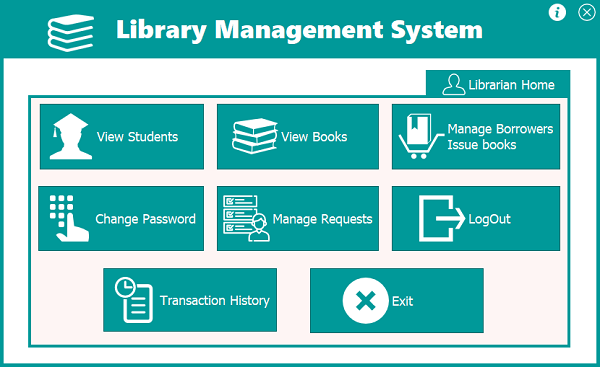 Library Management System
Librarian Home
View Students
View Books
Manage Borrowers
Issue books
Change Password
Manage Requests
LogOut
Transaction History
Exit